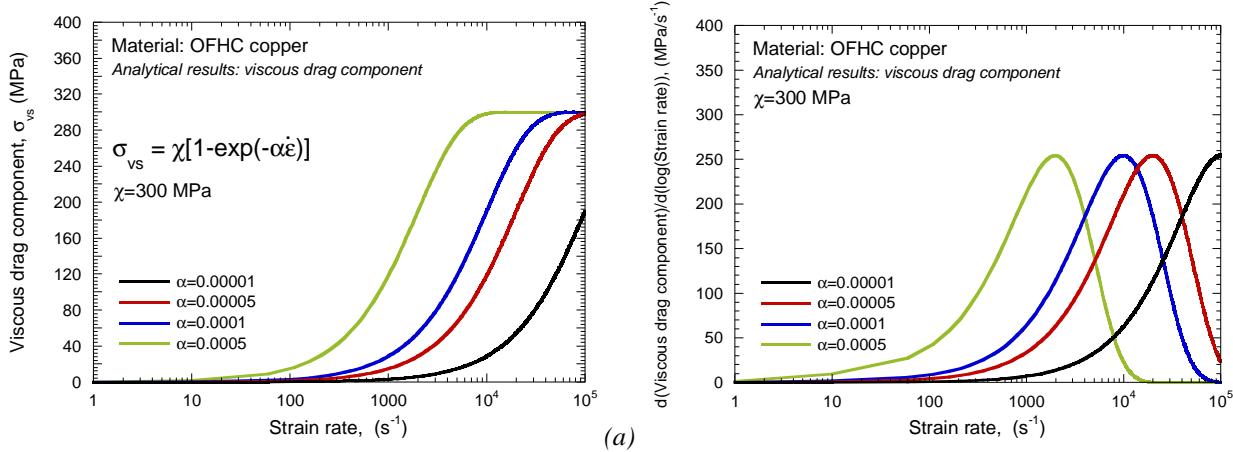 Viscous drag component, σvs (MPa)
400
360
320
280
240
200
160
120
80
40
0
Material: OFHC copper
Analytical results: viscous drag component
σvs = χ[1-exp(-αε̇)]
χ=300 MPa
α=0.00001
α=0.00005
α=0.0001
α=0.0005
1
10
100
1000
10⁴
10⁵
Strain rate, (s⁻¹)
(a)
d(Viscous drag component)/d(log(Strain rate)), (MPa/s⁻¹)
400
350
300
250
200
150
100
50
0
Material: OFHC copper
Analytical results: viscous drag component
χ=300 MPa
α=0.00001
α=0.00005
α=0.0001
α=0.0005
1
10
100
1000
10⁴
10⁵
Strain rate, (s⁻¹)